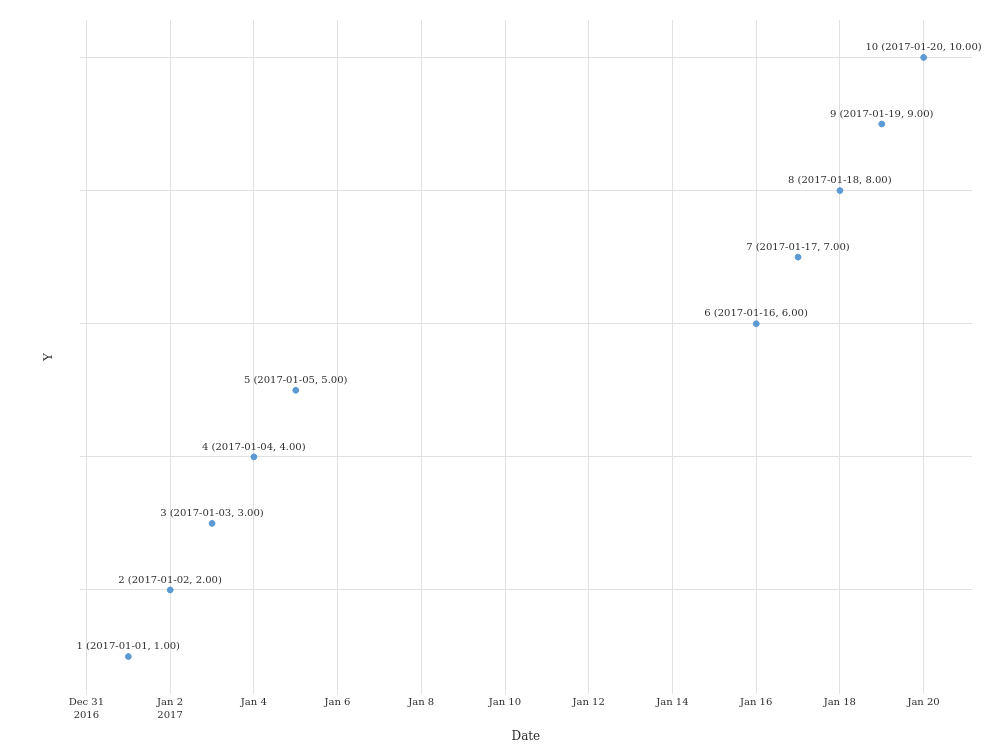 10 (2017-01-20, 10.00)
9 (2017-01-19, 9.00)
8 (2017-01-18, 8.00)
7 (2017-01-17, 7.00)
6 (2017-01-16, 6.00)
Y
5 (2017-01-05, 5.00)
4 (2017-01-04, 4.00)
3 (2017-01-03, 3.00)
2 (2017-01-02, 2.00)
1 (2017-01-01, 1.00)
Dec 31 Jan 2 Jan 4 Jan 6 Jan 8 Jan 10 Jan 12 Jan 14 Jan 16 Jan 18 Jan 20
2016 2017
Date